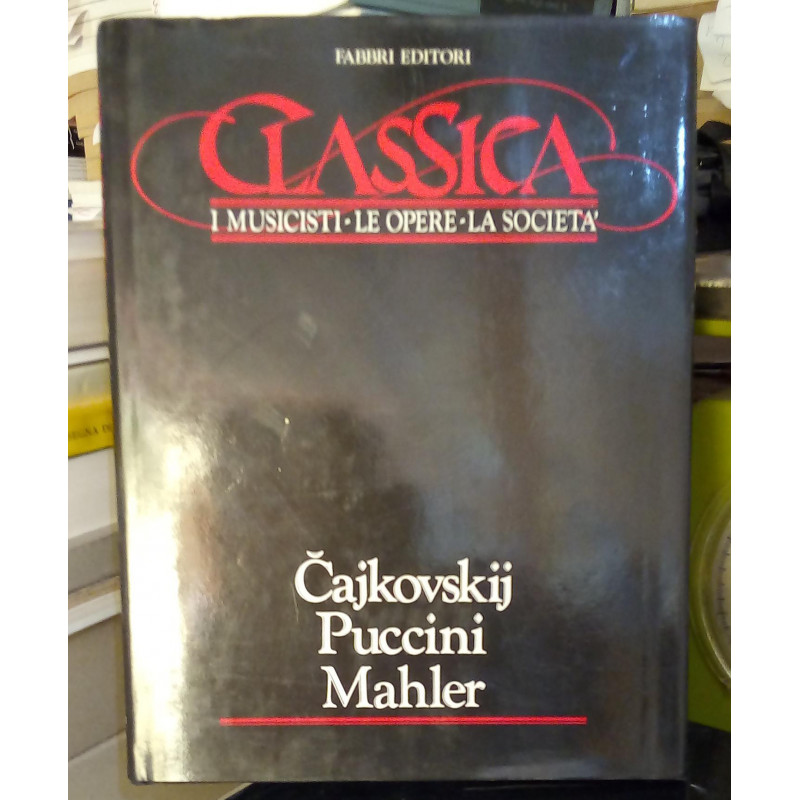 FABBRI EDITORI
CLASSICA
I MUSICISTI · LE OPERE · LA SOCIETA'
Čajkovskij
Puccini
Mahler